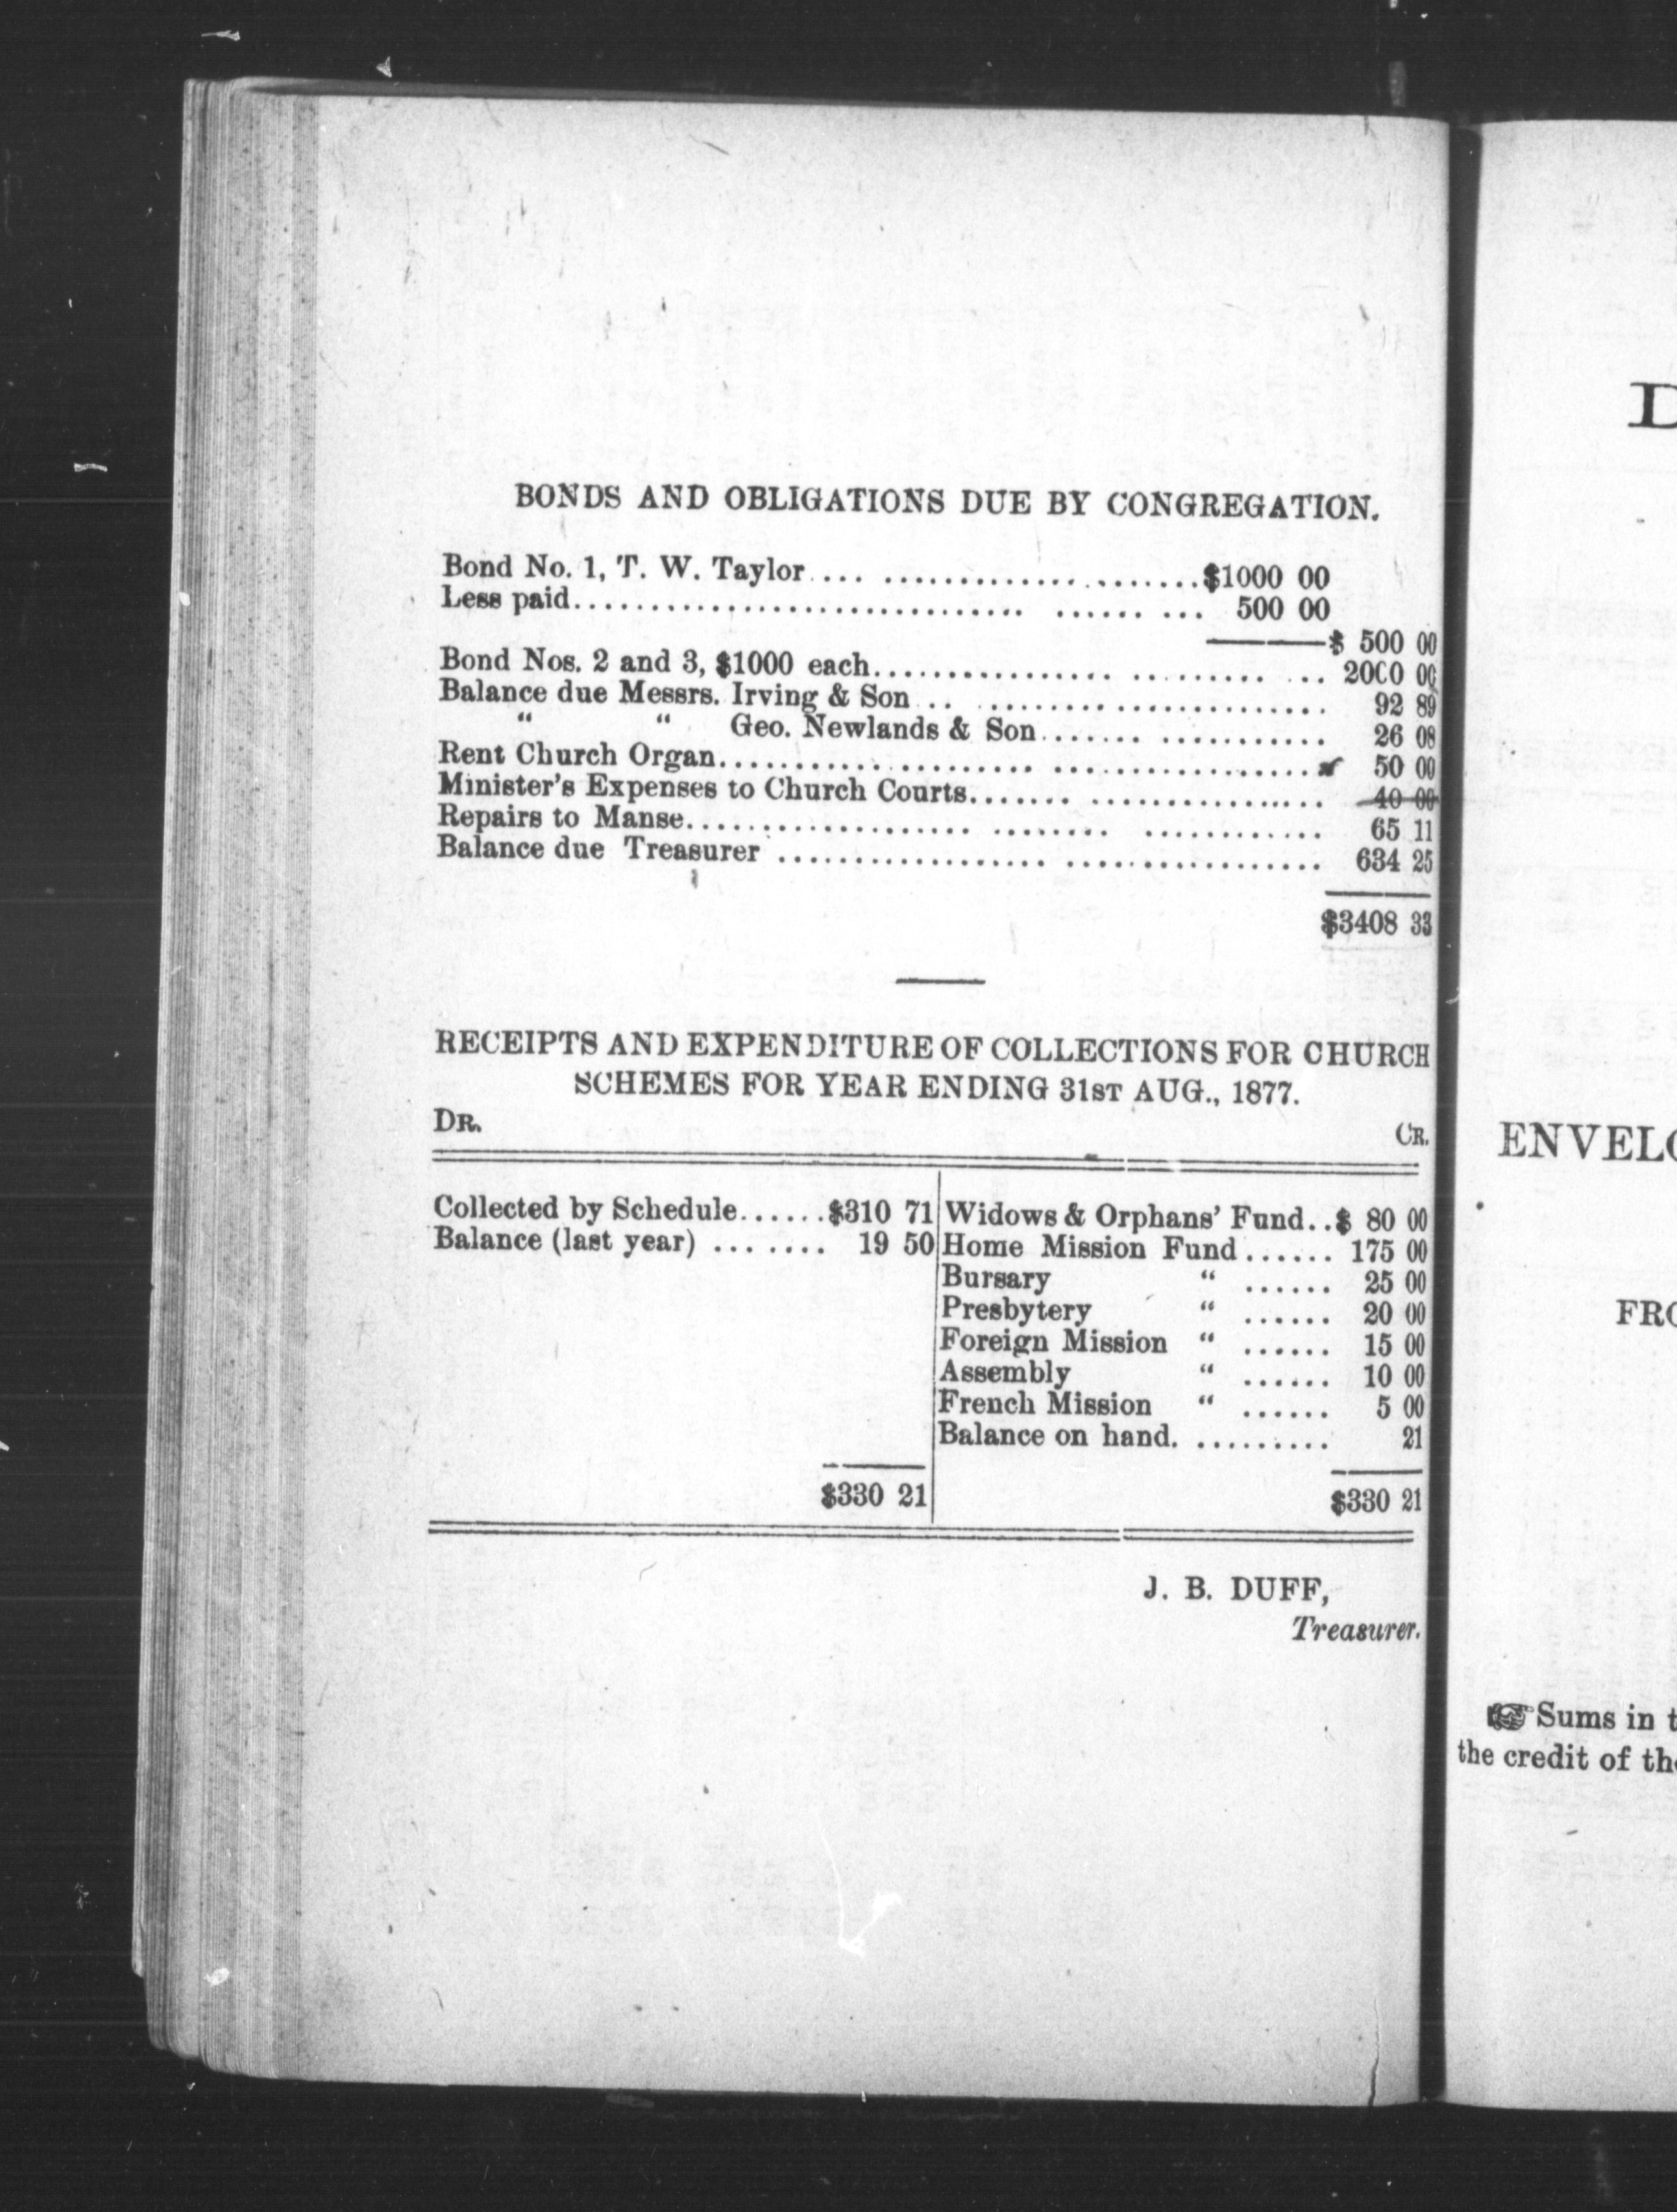 BONDS AND OBLIGATIONS DUE BY CONGREGATION.
Bond No. 1, T. W. Taylor.... ......................$1000 00
Less paid.............................. ...... ... 500 00
$ 500 00
Bond Nos. 2 and 3, $1000 each................ ......... ... 2000 00
Balance due Messrs. Irving & Son .. ....................... 92 89
“ “ Geo. Newlands & Son....... ........... 26 08
Rent Church Organ..................... .................. 50 00
Minister's Expenses to Church Courts....... ................ 40 00
Repairs to Manse................... ........ ............ 65 11
Balance due Treasurer .................. ................. 634 25
$3408 33
RECEIPTS AND EXPENDITURE OF COLLECTIONS FOR CHURCH
SCHEMES FOR YEAR ENDING 31ST AUG., 1877.
DR. CR.
Collected by Schedule......$310 71
Balance (last year) ........ 19 50
$330 21
Widows & Orphans' Fund..$ 80 00
Home Mission Fund...... 175 00
Bursary “ ...... 25 00
Presbytery “ ...... 20 00
Foreign Mission “ ...... 15 00
Assembly “ ...... 10 00
French Mission “ ...... 5 00
Balance on hand. ......... 21
$330 21
J. B. DUFF,
Treasurer.
D
ENVELO
FRO
☞ Sums in t
the credit of the